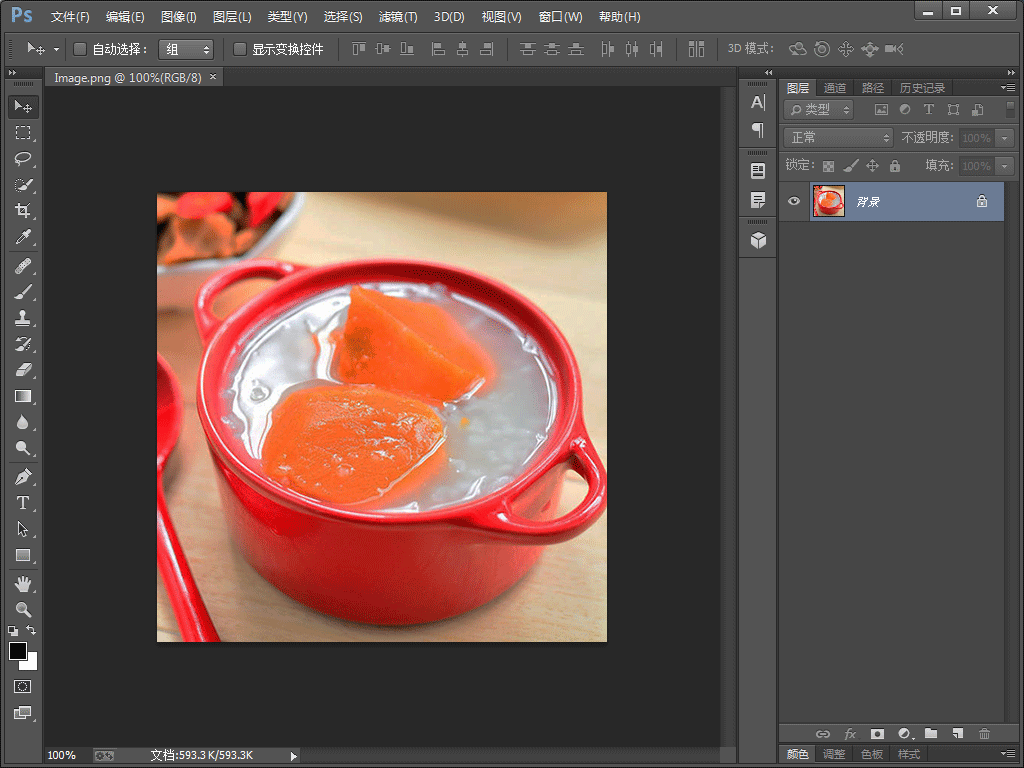 Ps 文件(F) 编辑(E) 图像(I) 图层(L) 类型(Y) 选择(S) 滤镜(T) 3D(D) 视图(V) 窗口(W) 帮助(H)
自动选择： 组 显示变换控件 3D 模式：
Image.png @ 100%(RGB/8) ×
图层 通道 路径 历史记录
类型
正常 不透明度: 100%
锁定: 填充: 100%
背景
100% 文档:593.3 K/593.3K
颜色 调整 色板 样式